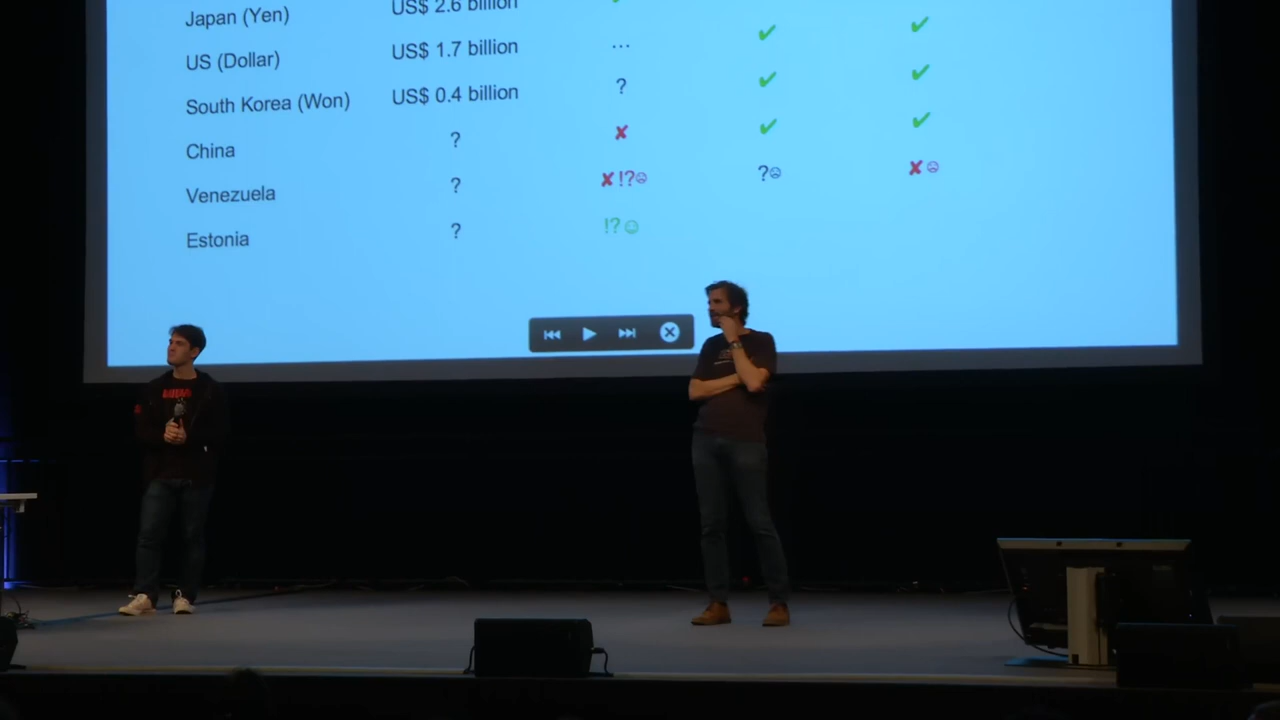 Japan (Yen) US$ 2.6 billion ✔
US (Dollar) US$ 1.7 billion ... ✔ ✔
South Korea (Won) US$ 0.4 billion ? ✔ ✔
China ? ✘ ✔ ✔
Venezuela ? ✘!?☹ ?☹ ✘☹
Estonia ? !?☺